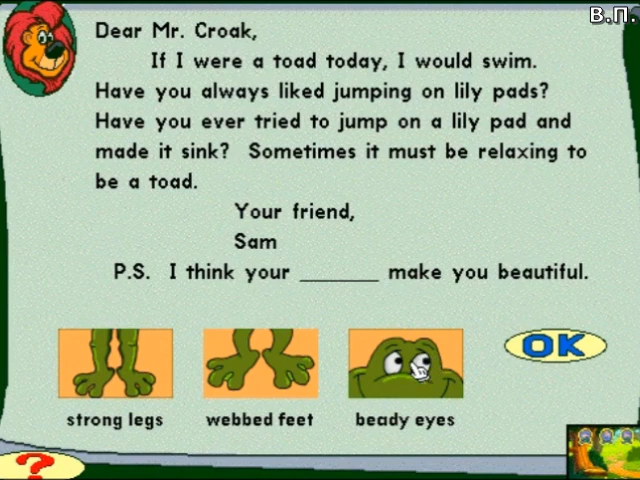 В.П.
Dear Mr. Croak,
If I were a toad today, I would swim.
Have you always liked jumping on lily pads?
Have you ever tried to jump on a lily pad and
made it sink? Sometimes it must be relaxing to
be a toad.
Your friend,
Sam
P.S. I think your _______ make you beautiful.
OK
strong legs webbed feet beady eyes
?